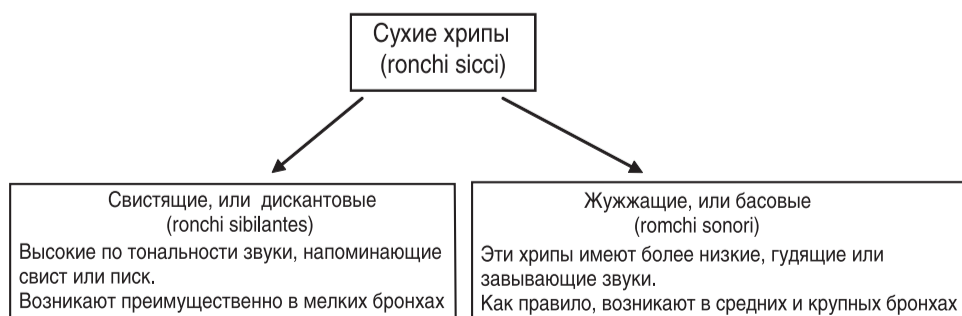 Сухие хрипы
(ronchi sicci)
Свистящие, или дискантовые
(ronchi sibilantes)
Высокие по тональности звуки, напоминающие
свист или писк.
Возникают преимущественно в мелких бронхах
Жужжащие, или басовые
(romchi sonori)
Эти хрипы имеют более низкие, гудящие или
завывающие звуки.
Как правило, возникают в средних и крупных бронхах